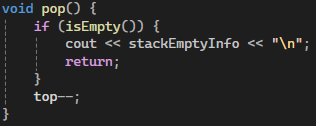 void pop() {
    if (isEmpty()) {
        cout << stackEmptyInfo << "\n";
        return;
    }
    top--;
}